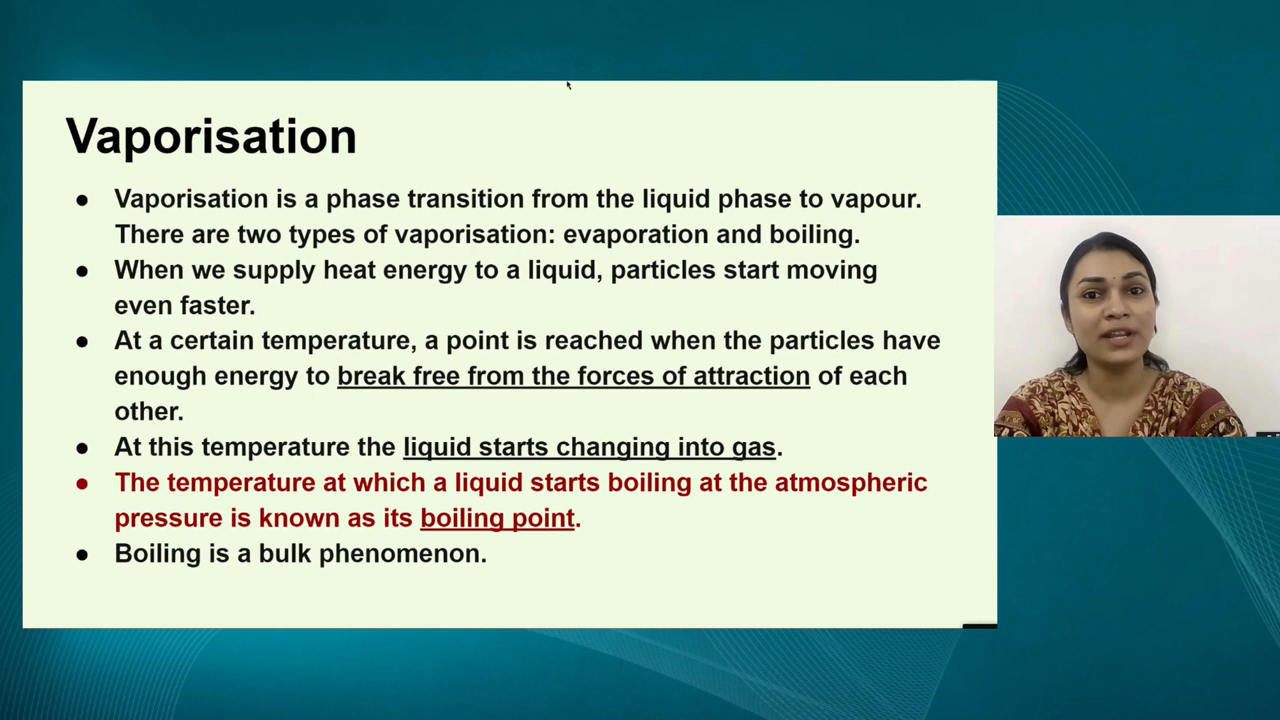 Vaporisation
● Vaporisation is a phase transition from the liquid phase to vapour.
There are two types of vaporisation: evaporation and boiling.
● When we supply heat energy to a liquid, particles start moving
even faster.
● At a certain temperature, a point is reached when the particles have
enough energy to break free from the forces of attraction of each
other.
● At this temperature the liquid starts changing into gas.
● The temperature at which a liquid starts boiling at the atmospheric
pressure is known as its boiling point.
● Boiling is a bulk phenomenon.